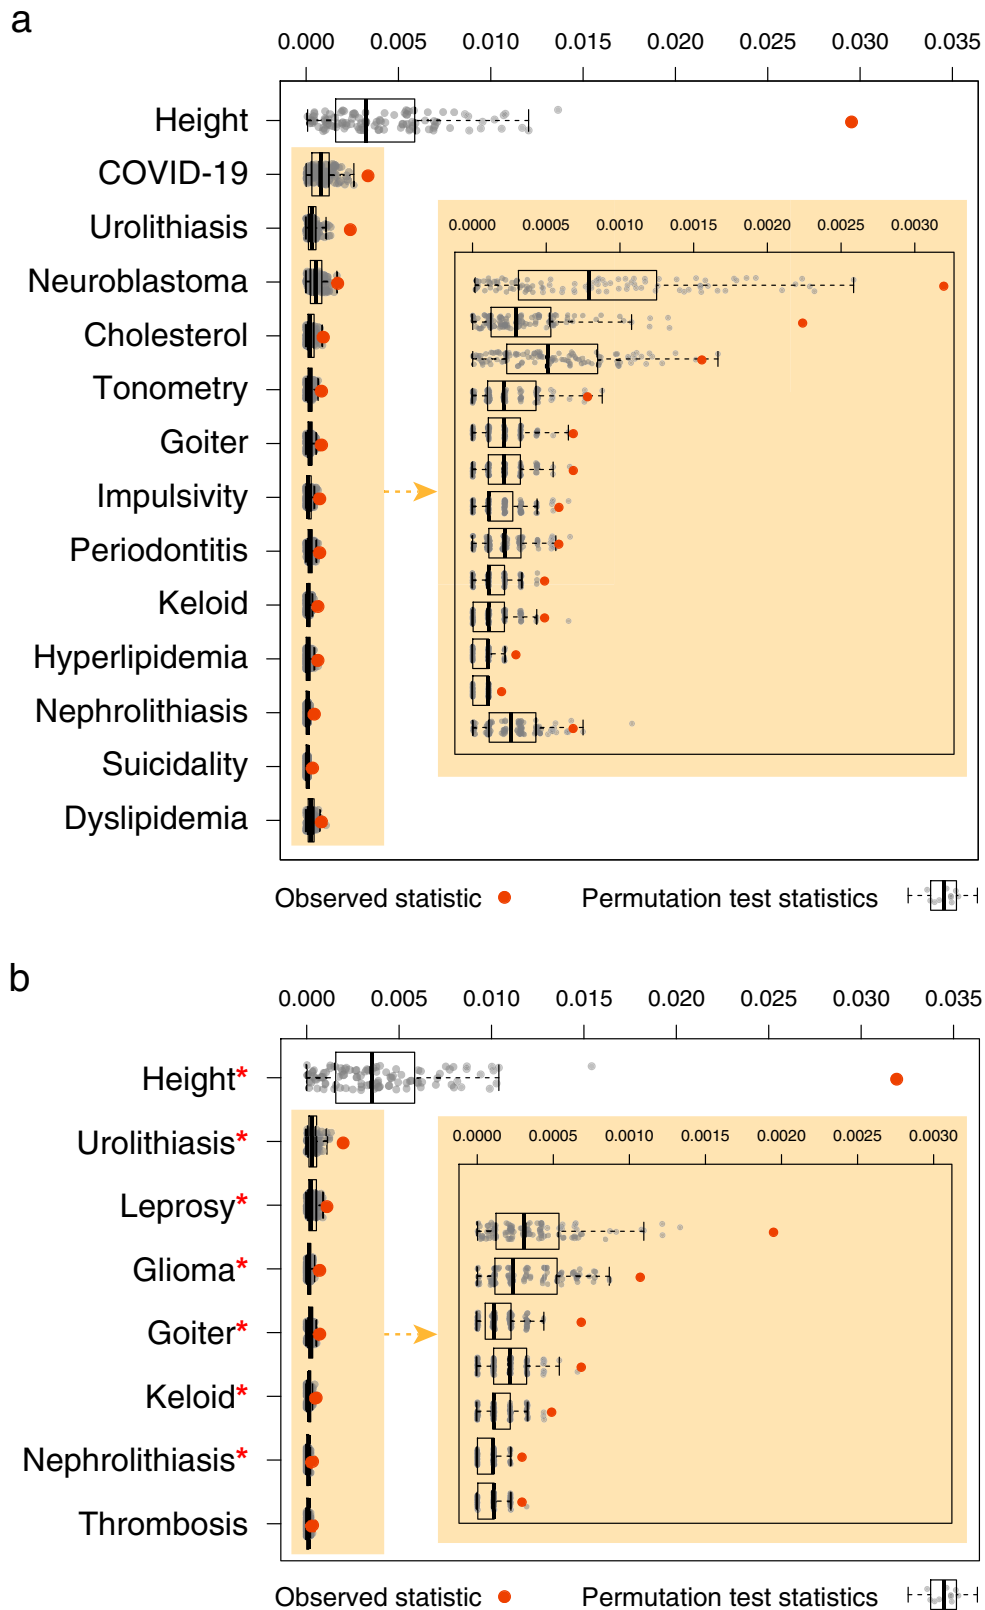 a
0.000 0.005 0.010 0.015 0.020 0.025 0.030 0.035
Height
COVID-19
Urolithiasis
0.0000 0.0005 0.0010 0.0015 0.0020 0.0025 0.0030
Neuroblastoma
Cholesterol
Tonometry
Goiter
Impulsivity
Periodontitis
Keloid
Hyperlipidemia
Nephrolithiasis
Suicidality
Dyslipidemia
Observed statistic Permutation test statistics
b
0.000 0.005 0.010 0.015 0.020 0.025 0.030 0.035
Height*
Urolithiasis*
0.0000 0.0005 0.0010 0.0015 0.0020 0.0025 0.0030
Leprosy*
Glioma*
Goiter*
Keloid*
Nephrolithiasis*
Thrombosis
Observed statistic Permutation test statistics